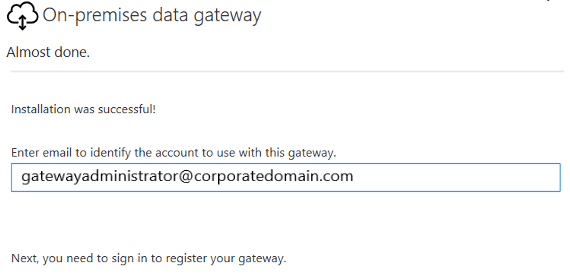 On-premises data gateway
Almost done.
Installation was successful!
Enter email to identify the account to use with this gateway.
gatewayadministrator@corporatedomain.com
Next, you need to sign in to register your gateway.